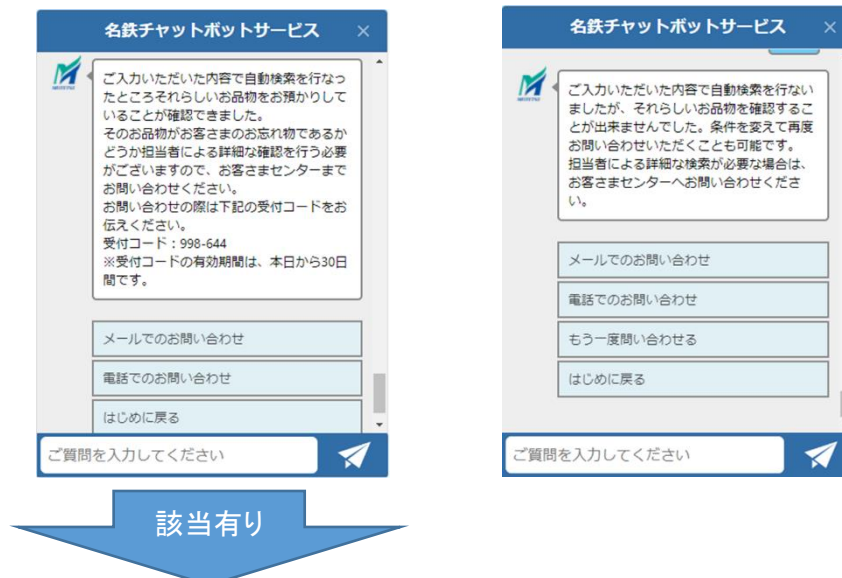 名鉄チャットボットサービス ×
ご入力いただいた内容で自動検索を行なっ
たところそれらしいお品物をお預かりして
いることが確認できました。
そのお品物がお客さまのお忘れ物であるか
どうか担当者による詳細な確認を行う必要
がございますので、お客さまセンターまで
お問い合わせください。
お問い合わせの際は下記の受付コードをお
伝えください。
受付コード：998-644
※受付コードの有効期間は、本日から30日
間です。
メールでのお問い合わせ
電話でのお問い合わせ
はじめに戻る
ご質問を入力してください
該当有り
名鉄チャットボットサービス ×
ご入力いただいた内容で自動検索を行ない
ましたが、それらしいお品物を確認するこ
とが出来ませんでした。条件を変えて再度
お問い合わせいただくことも可能です。
担当者による詳細な検索が必要な場合は、
お客さまセンターへお問い合わせくださ
い。
メールでのお問い合わせ
電話でのお問い合わせ
もう一度問い合わせる
はじめに戻る
ご質問を入力してください